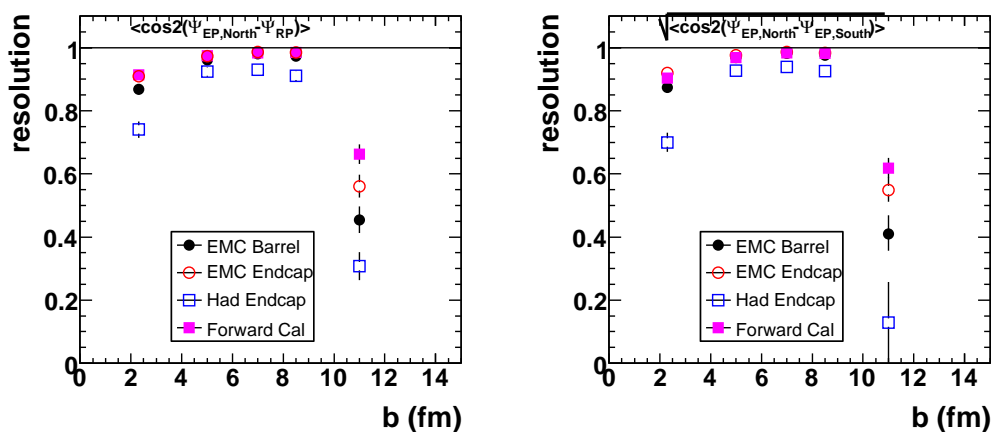 <cos2(Ψ_EP,North-Ψ_RP)>
resolution
1
0.8
0.6
0.4
0.2
0
EMC Barrel
EMC Endcap
Had Endcap
Forward Cal
0 2 4 6 8 10 12 14
b (fm)
√<cos2(Ψ_EP,North-Ψ_EP,South)>
resolution
1
0.8
0.6
0.4
0.2
0
EMC Barrel
EMC Endcap
Had Endcap
Forward Cal
0 2 4 6 8 10 12 14
b (fm)